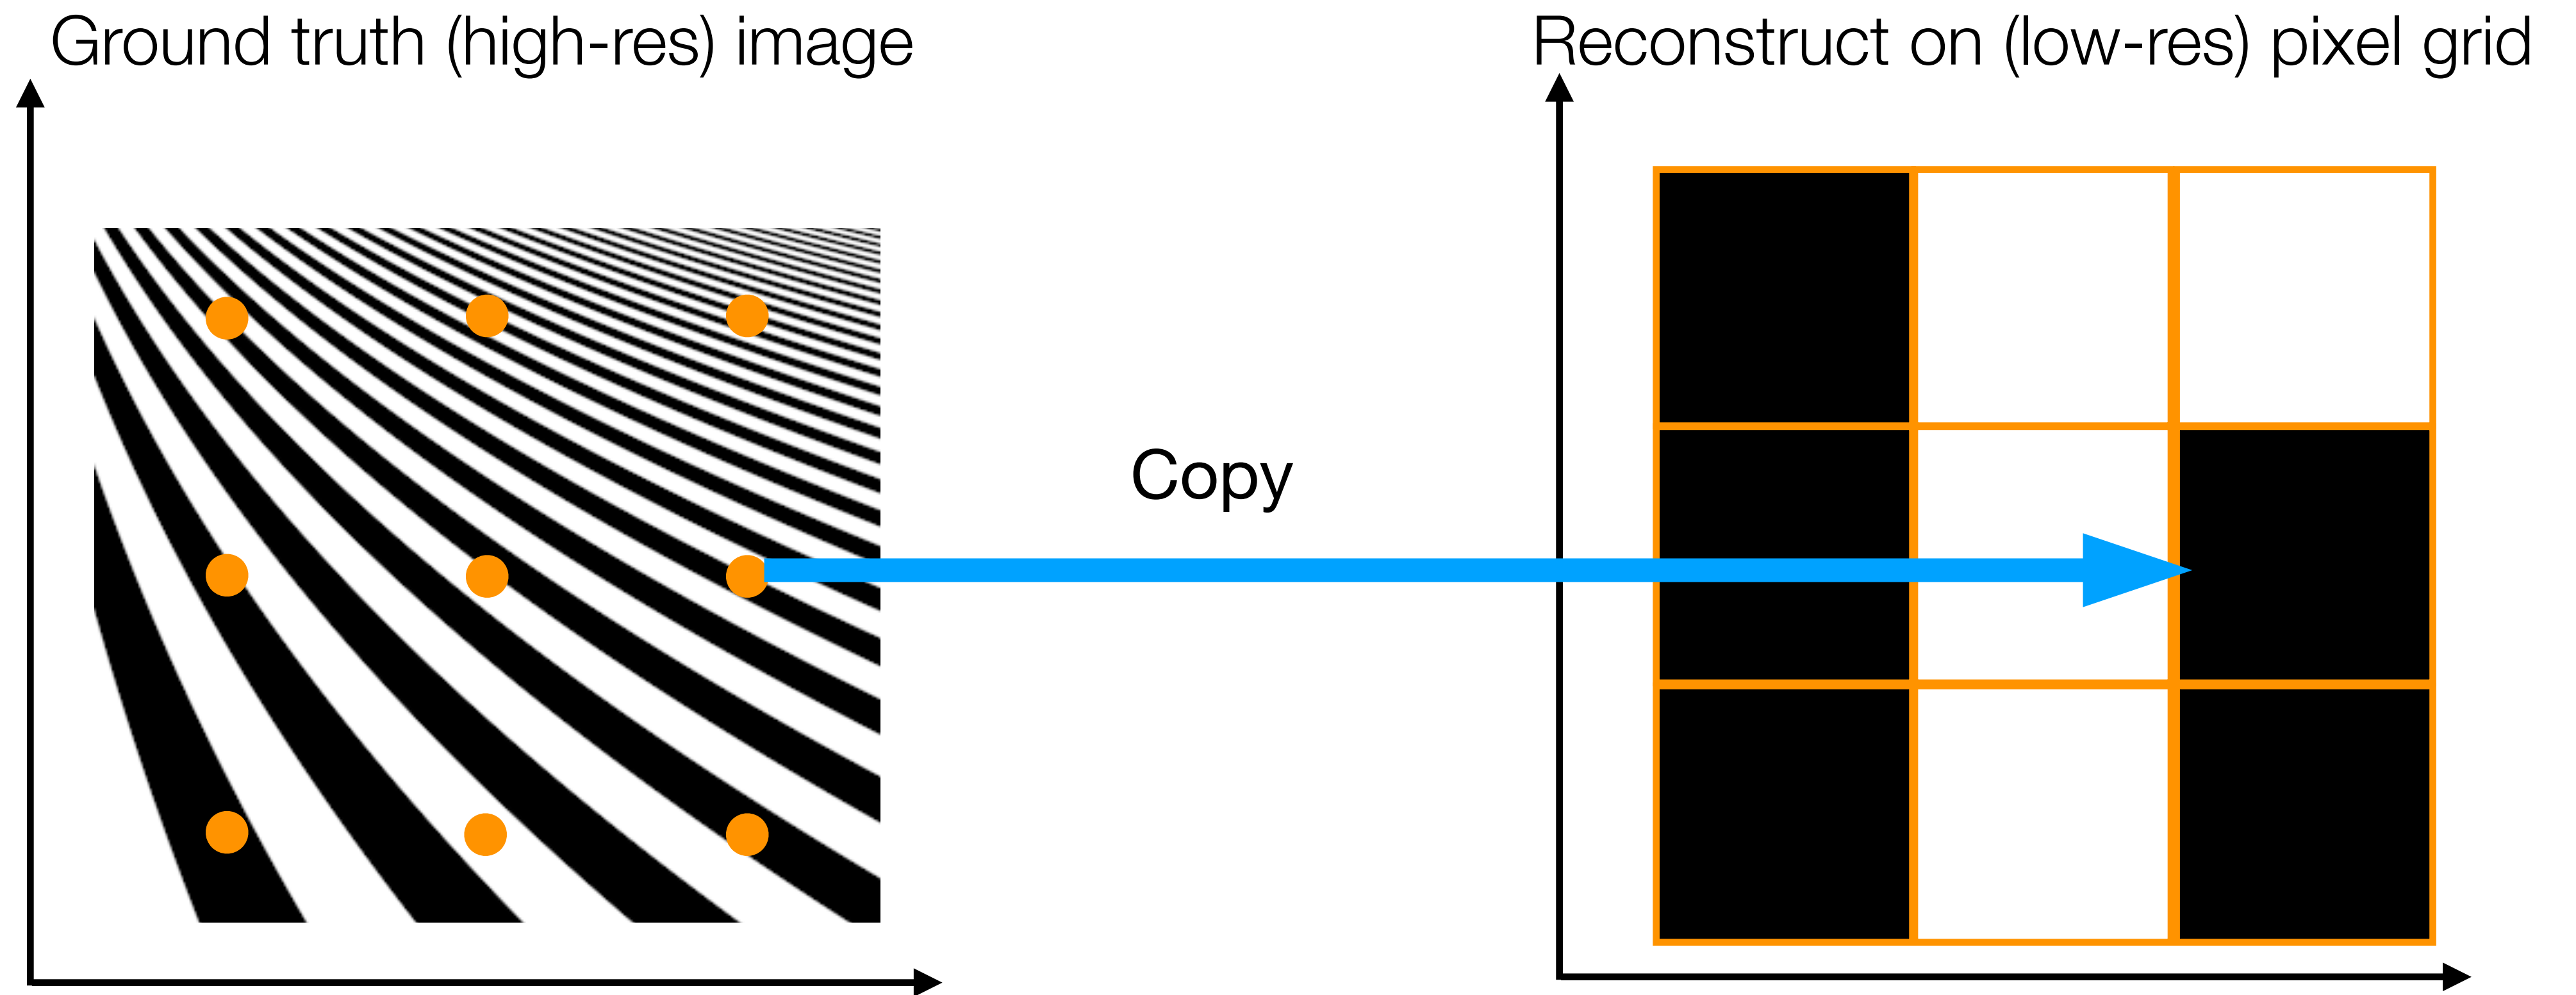 Ground truth (high-res) image
Reconstruct on (low-res) pixel grid
Copy